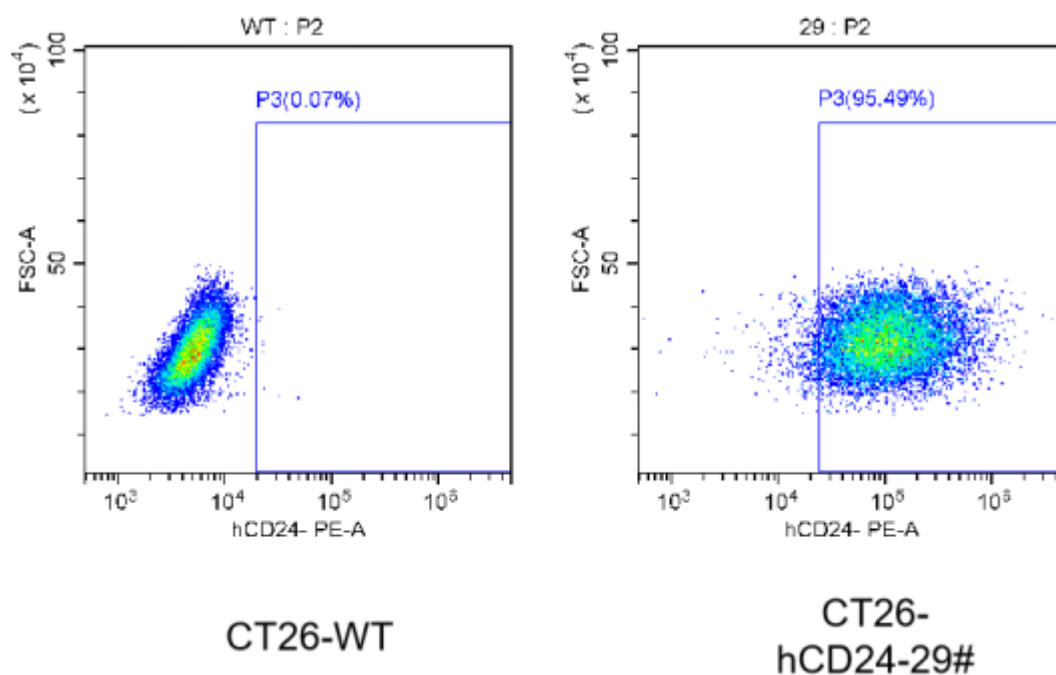 WT : P2
(x 10⁴)
100
50
FSC-A
P3(0.07%)
10³ 10⁴ 10⁵ 10⁶
hCD24- PE-A
CT26-WT
29 : P2
(x 10⁴)
100
50
FSC-A
P3(95.49%)
10³ 10⁴ 10⁵ 10⁶
hCD24- PE-A
CT26-
hCD24-29#